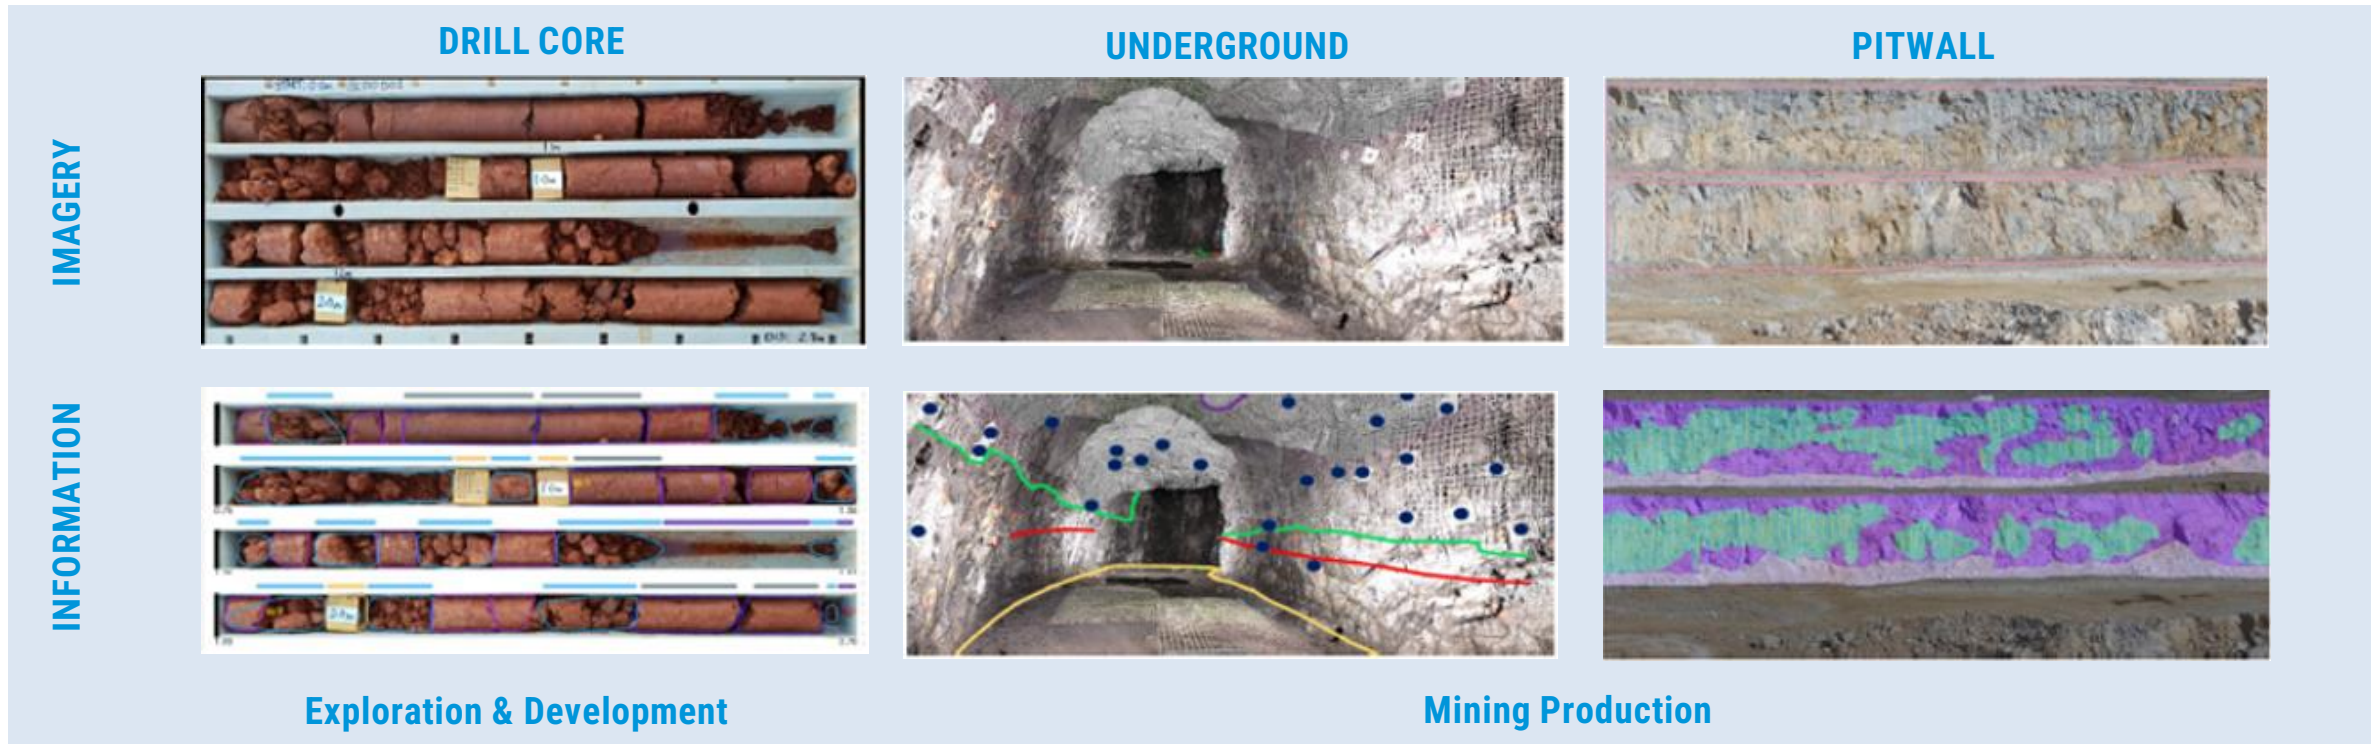 DRILL CORE
UNDERGROUND
PITWALL
IMAGERY
INFORMATION
Exploration & Development
Mining Production